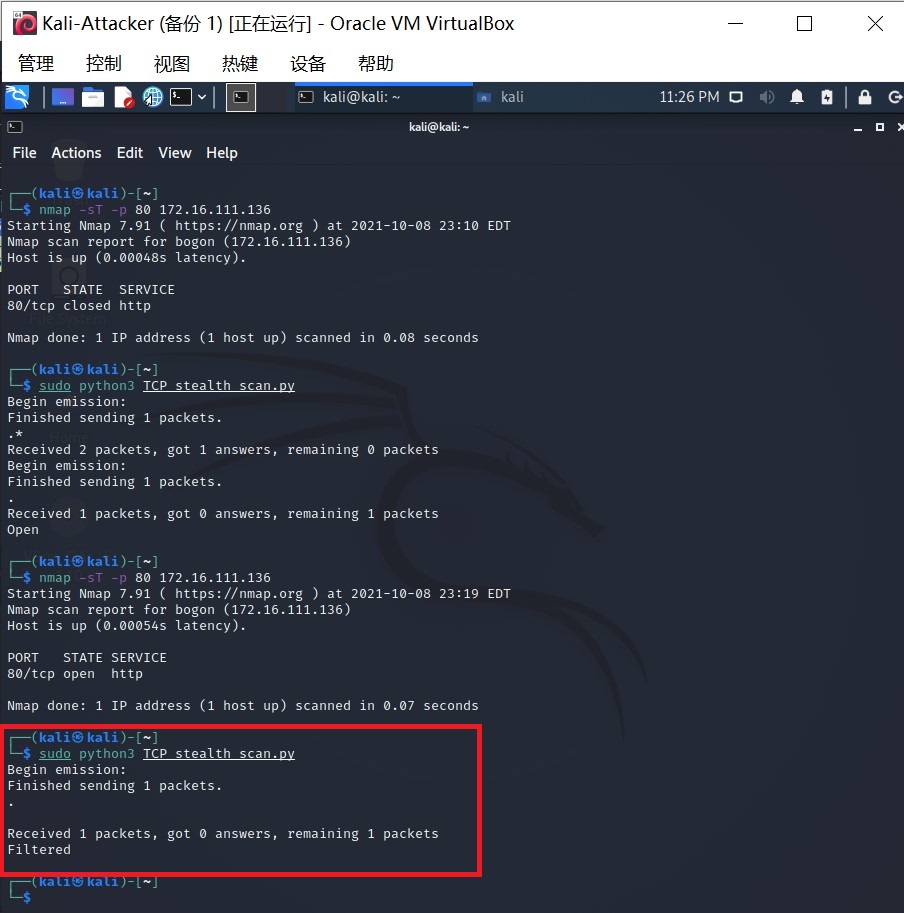 Kali-Attacker (备份 1) [正在运行] - Oracle VM VirtualBox
管理 控制 视图 热键 设备 帮助
kali@kali: ~ kali 11:26 PM
kali@kali: ~
File Actions Edit View Help
┌──(kali㉿kali)-[~]
└─$ nmap -sT -p 80 172.16.111.136
Starting Nmap 7.91 ( https://nmap.org ) at 2021-10-08 23:10 EDT
Nmap scan report for bogon (172.16.111.136)
Host is up (0.00048s latency).
PORT   STATE  SERVICE
80/tcp closed http
Nmap done: 1 IP address (1 host up) scanned in 0.08 seconds
┌──(kali㉿kali)-[~]
└─$ sudo python3 TCP_stealth_scan.py
Begin emission:
Finished sending 1 packets.
.*
Received 2 packets, got 1 answers, remaining 0 packets
Begin emission:
Finished sending 1 packets.
.
Received 1 packets, got 0 answers, remaining 1 packets
Open
┌──(kali㉿kali)-[~]
└─$ nmap -sT -p 80 172.16.111.136
Starting Nmap 7.91 ( https://nmap.org ) at 2021-10-08 23:19 EDT
Nmap scan report for bogon (172.16.111.136)
Host is up (0.00054s latency).
PORT   STATE SERVICE
80/tcp open  http
Nmap done: 1 IP address (1 host up) scanned in 0.07 seconds
┌──(kali㉿kali)-[~]
└─$ sudo python3 TCP_stealth_scan.py
Begin emission:
Finished sending 1 packets.
.
Received 1 packets, got 0 answers, remaining 1 packets
Filtered
┌──(kali㉿kali)-[~]
└─$